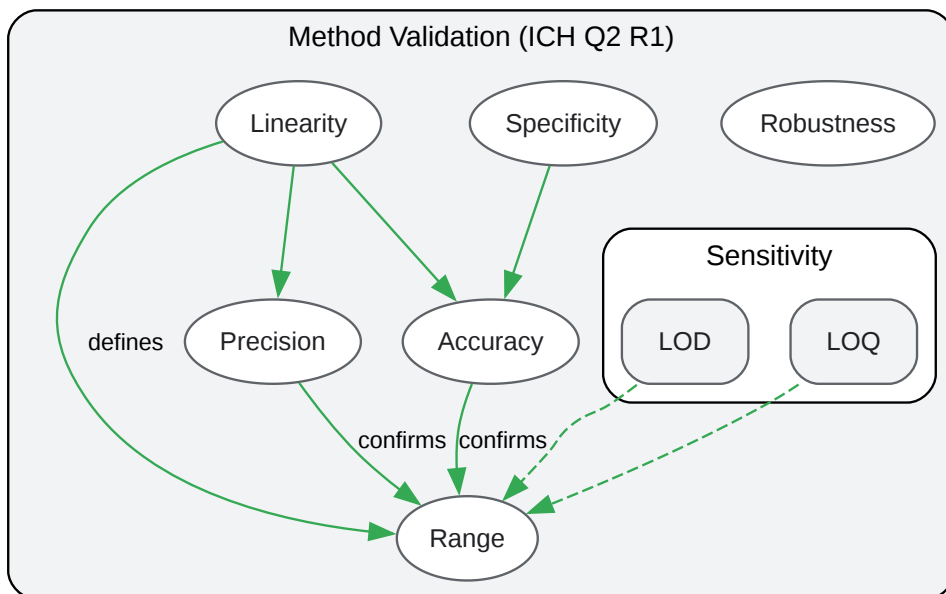 Method Validation (ICH Q2 R1)
Linearity
Specificity
Robustness
Sensitivity
defines
Precision
Accuracy
LOD
LOQ
confirms
confirms
Range